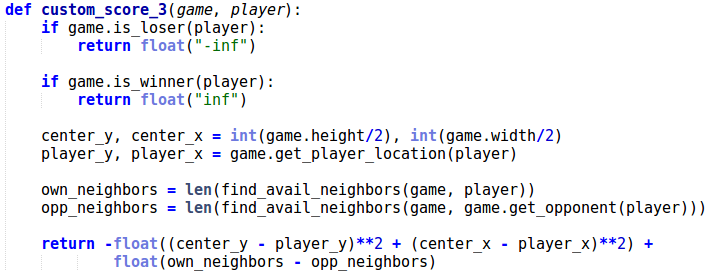 def custom_score_3(game, player):
    if game.is_loser(player):
        return float("-inf")

    if game.is_winner(player):
        return float("inf")

    center_y, center_x = int(game.height/2), int(game.width/2)
    player_y, player_x = game.get_player_location(player)

    own_neighbors = len(find_avail_neighbors(game, player))
    opp_neighbors = len(find_avail_neighbors(game, game.get_opponent(player)))

    return -float((center_y - player_y)**2 + (center_x - player_x)**2) +
            float(own_neighbors - opp_neighbors)